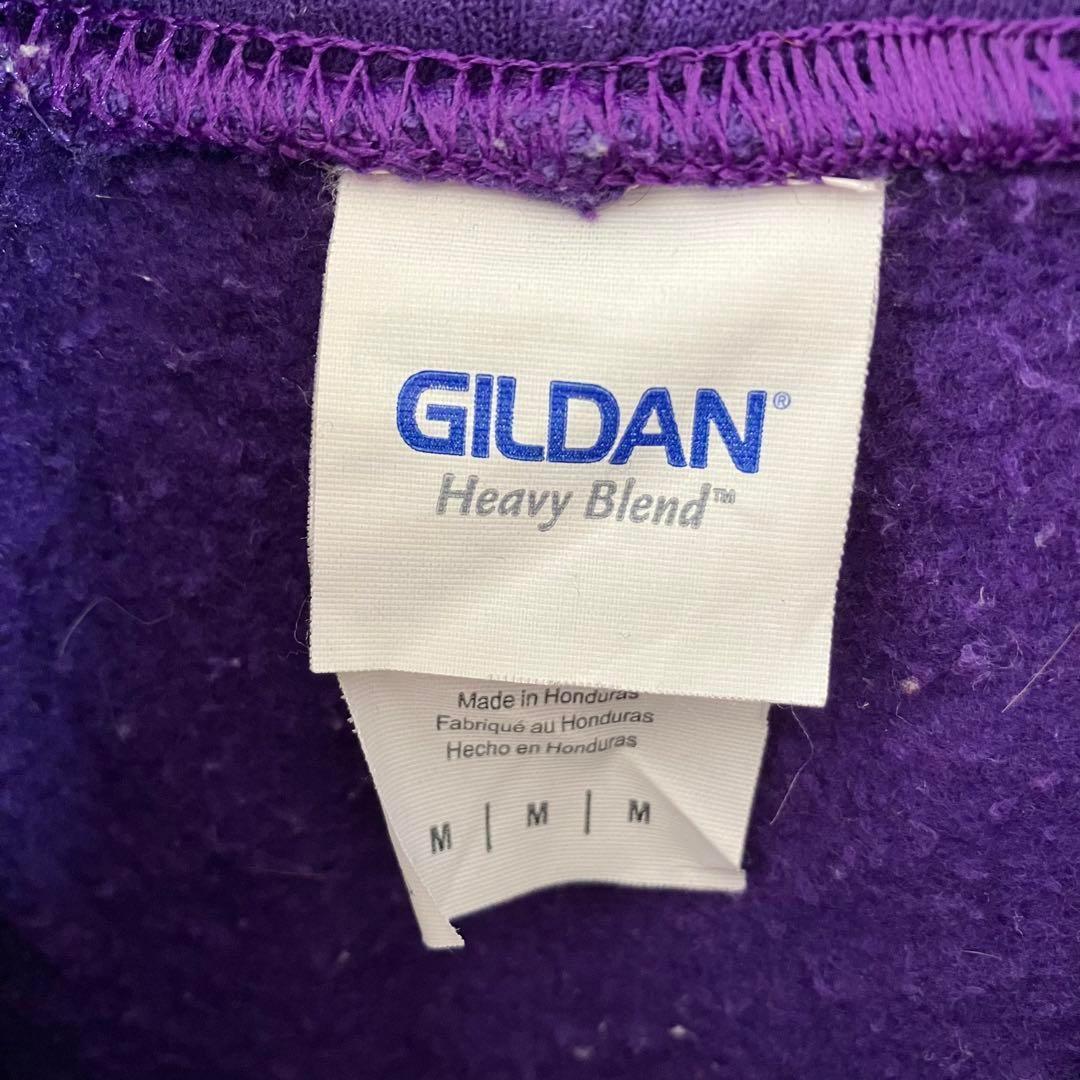 GILDAN®
Heavy Blend™
Made in Honduras
Fabriqué au Honduras
Hecho en Honduras
M | M | M